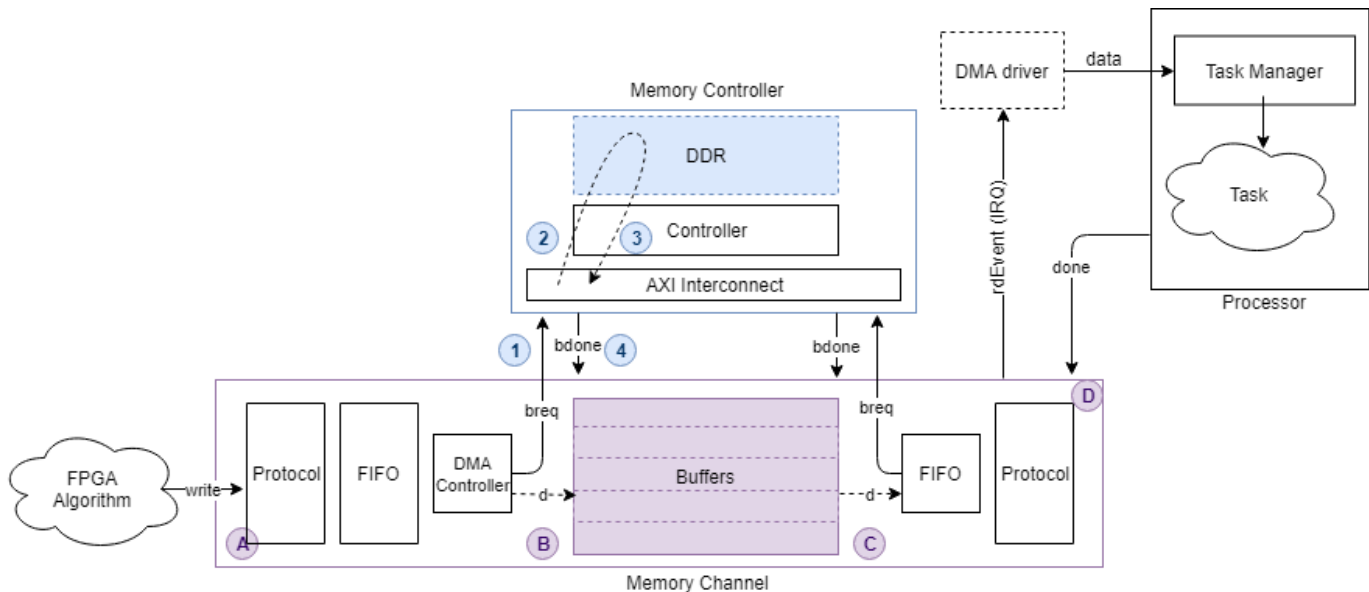 Memory Controller
DDR
Controller
AXI Interconnect
2
3
1
4
bdone
bdone
breq
breq
DMA driver
data
Task Manager
Task
Processor
rdEvent (IRQ)
done
FPGA
Algorithm
write
Protocol
FIFO
DMA
Controller
d
Buffers
d
FIFO
Protocol
A
B
C
D
Memory Channel